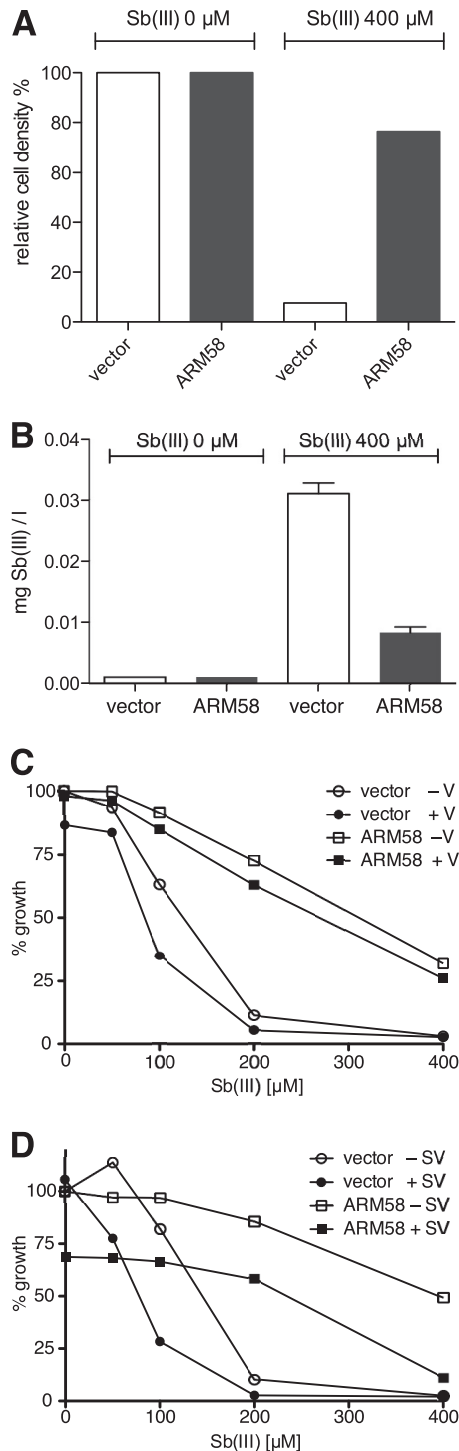 A
Sb(III) 0 µM
Sb(III) 400 µM
relative cell density %
100
80
80
40
20
0
vector
ARM58
vector
ARM58
B
Sb(III) 0 µM
Sb(III) 400 µM
mg Sb(III) / l
0.04
0.03
0.02
0.01
0.00
vector ARM58 vector ARM58
C
vector – V
vector + V
ARM58 –V
ARM58 + V
% growth
100
75
50
25
0
0 100 200 300 400
Sb(III) [µM]
D
vector – SV
vector + SV
ARM58 – SV
ARM58 + SV
% growth
100
75
50
25
0
0 100 200 300 400
Sb(III) [µM]